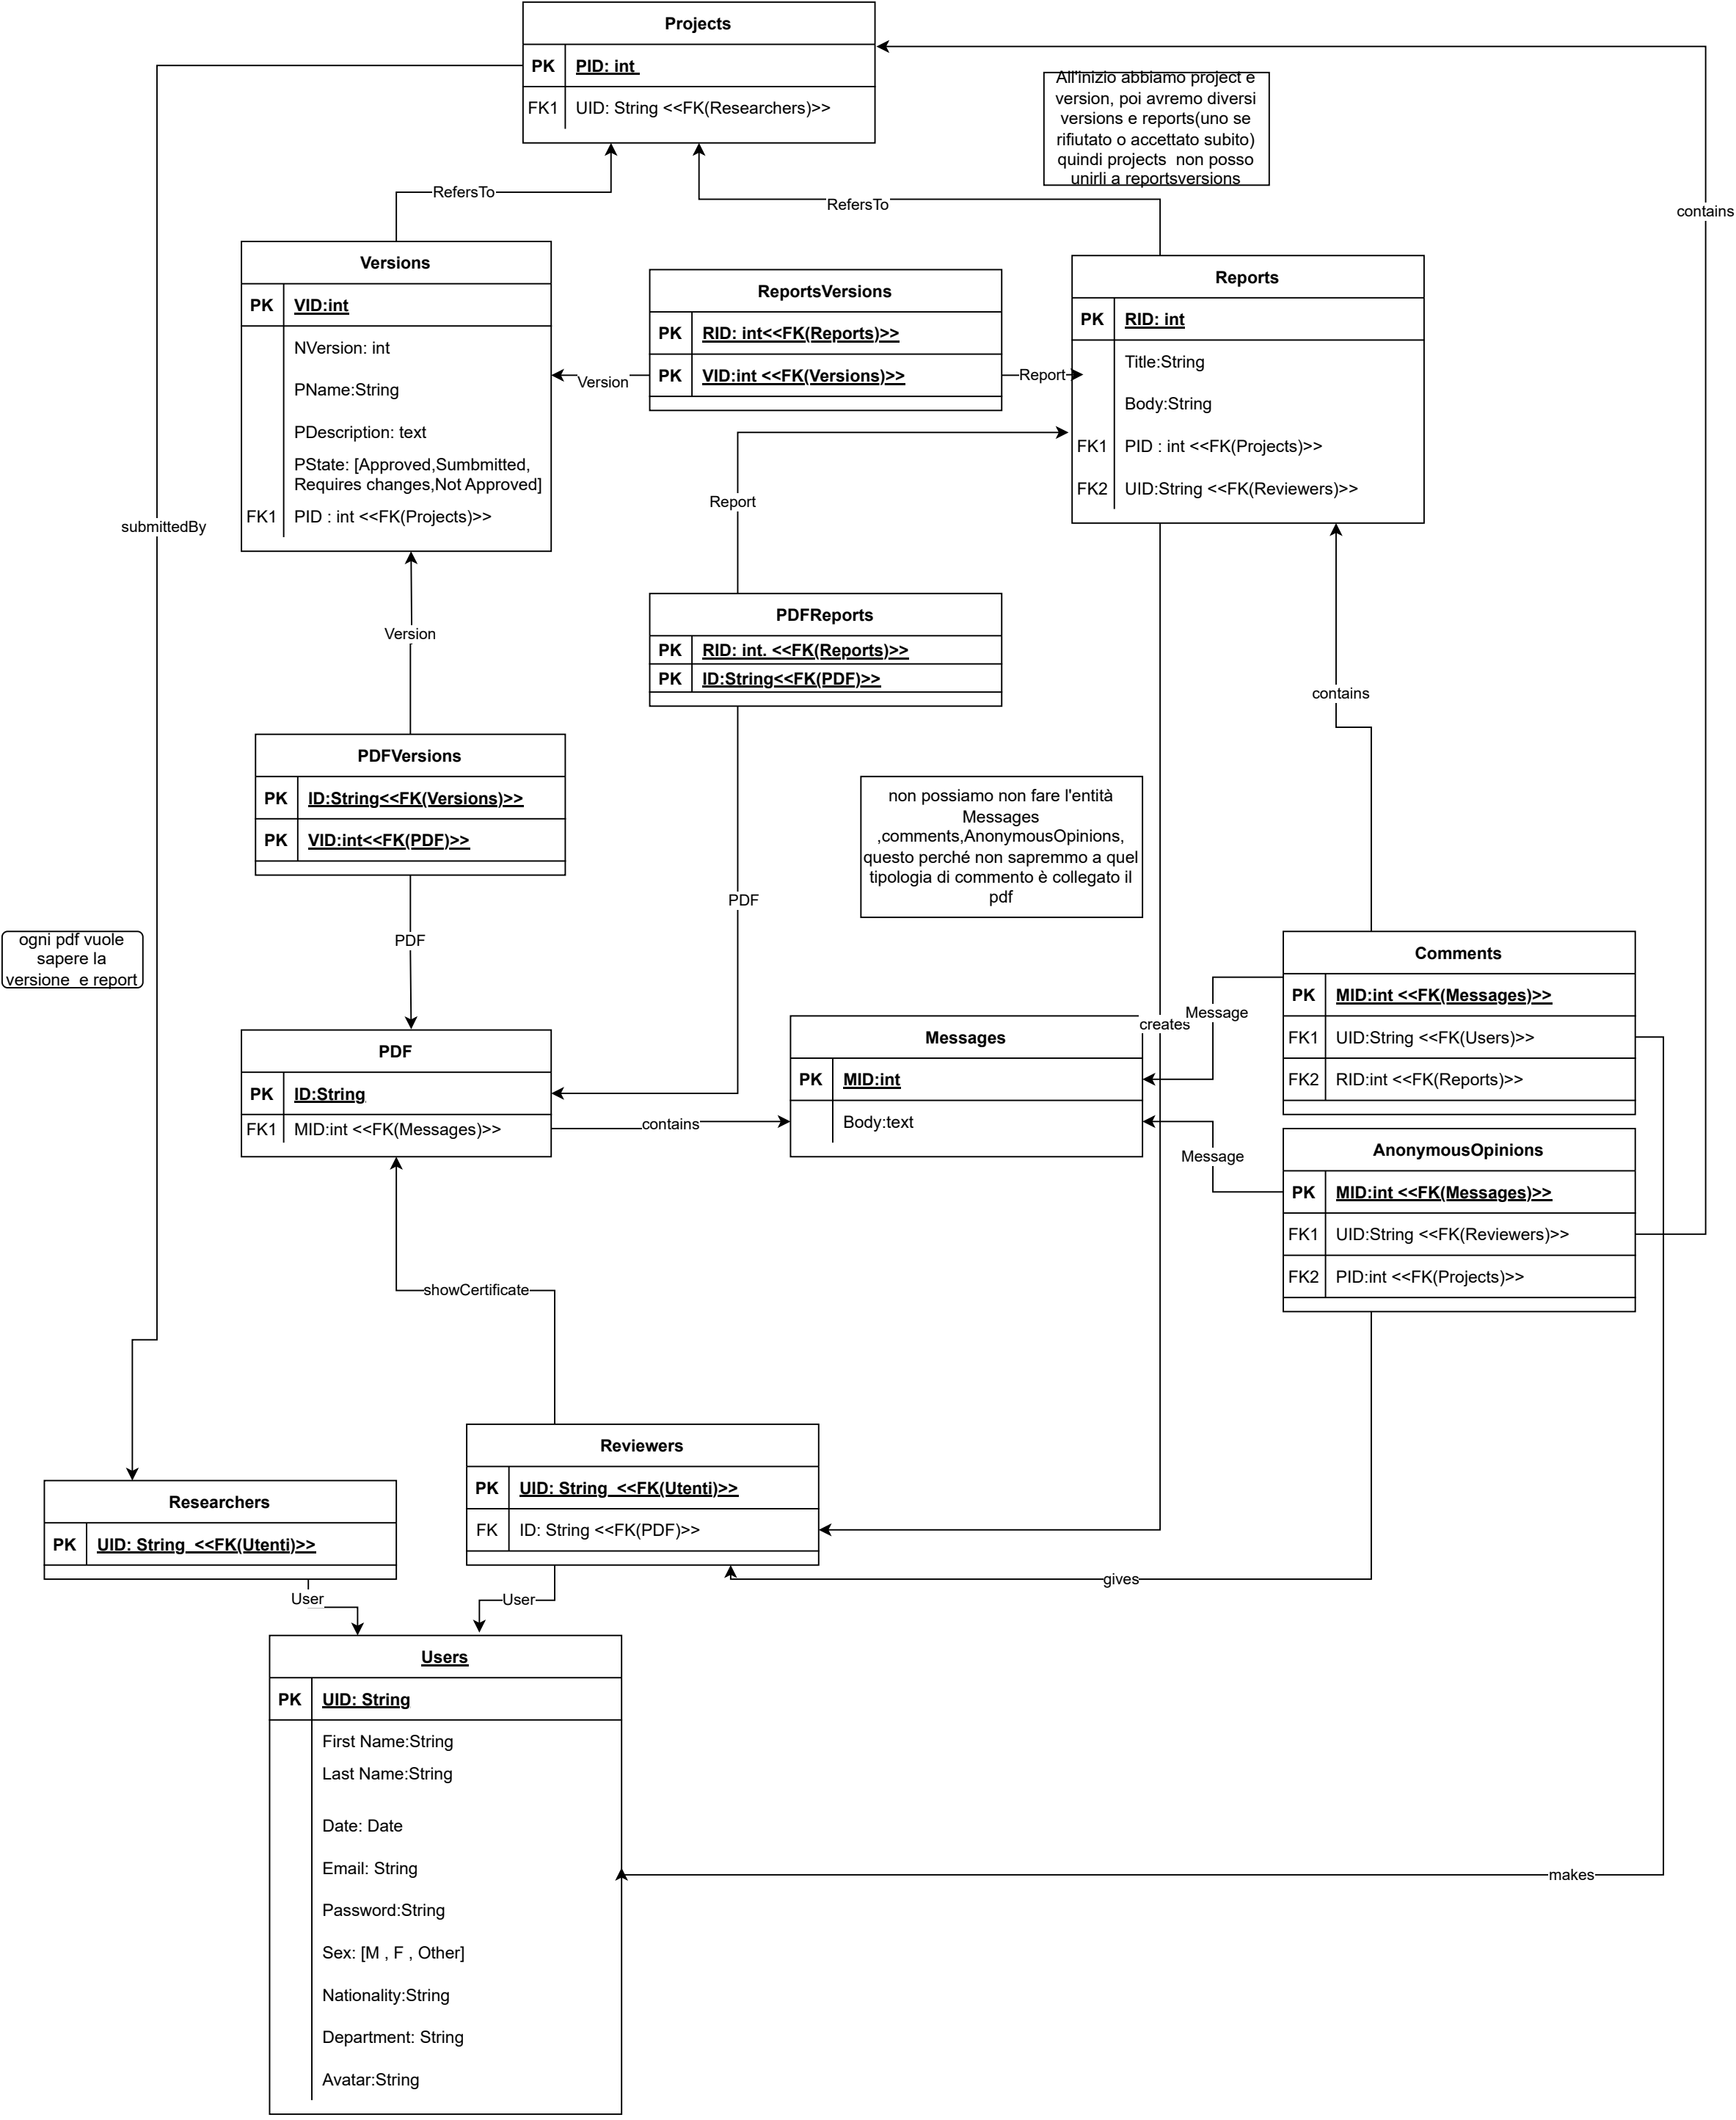 Projects
PK PID: int
FK1 UID: String <<FK(Researchers)>>
All'inizio abbiamo project e
version, poi avremo diversi
versions e reports(uno se
rifiutato o accettato subito)
quindi projects non posso
unirli a reportsversions
RefersTo
RefersTo
contains
Versions
PK VID:int
NVersion: int
PName:String
PDescription: text
PState: [Approved,Sumbmitted,
Requires changes,Not Approved]
FK1 PID : int <<FK(Projects)>>
ReportsVersions
PK RID: int<<FK(Reports)>>
PK VID:int <<FK(Versions)>>
Version
Report
Reports
PK RID: int
Title:String
Body:String
FK1 PID : int <<FK(Projects)>>
FK2 UID:String <<FK(Reviewers)>>
submittedBy
Report
Version
PDFReports
PK RID: int. <<FK(Reports)>>
PK ID:String<<FK(PDF)>>
contains
PDFVersions
PK ID:String<<FK(Versions)>>
PK VID:int<<FK(PDF)>>
non possiamo non fare l'entità
Messages
,comments,AnonymousOpinions,
questo perché non sapremmo a quel
tipologia di commento è collegato il
pdf
PDF
PDF
ogni pdf vuole
sapere la
versione e report
Comments
PK MID:int <<FK(Messages)>>
FK1 UID:String <<FK(Users)>>
FK2 RID:int <<FK(Reports)>>
Message
creates
PDF
PK ID:String
FK1 MID:int <<FK(Messages)>>
contains
Messages
PK MID:int
Body:text
Message
AnonymousOpinions
PK MID:int <<FK(Messages)>>
FK1 UID:String <<FK(Reviewers)>>
FK2 PID:int <<FK(Projects)>>
showCertificate
Reviewers
PK UID: String <<FK(Utenti)>>
FK ID: String <<FK(PDF)>>
Researchers
PK UID: String <<FK(Utenti)>>
User
User
gives
Users
PK UID: String
First Name:String
Last Name:String
Date: Date
Email: String
Password:String
Sex: [M , F , Other]
Nationality:String
Department: String
Avatar:String
makes